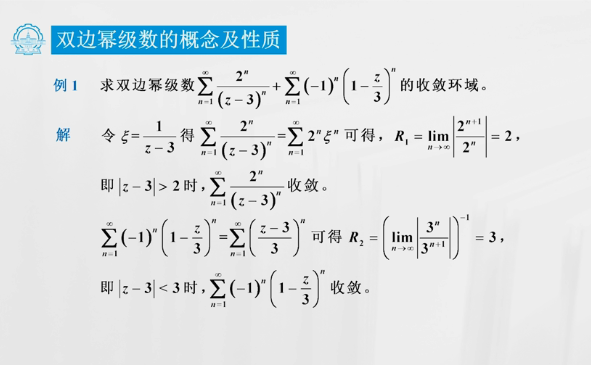 双边幂级数的概念及性质
例1 求双边幂级数 $\sum_{n=1}^{\infty} \frac{2^n}{(z-3)^n} + \sum_{n=1}^{\infty} (-1)^n \left(1-\frac{z}{3}\right)^n$ 的收敛环域。
解 令 $\xi = \frac{1}{z-3}$ 得 $\sum_{n=1}^{\infty} \frac{2^n}{(z-3)^n} = \sum_{n=1}^{\infty} 2^n \xi^n$ 可得，$R_1 = \lim_{n\to\infty} \left|\frac{2^{n+1}}{2^n}\right| = 2$，
即 $|z-3| > 2$ 时，$\sum_{n=1}^{\infty} \frac{2^n}{(z-3)^n}$ 收敛。
$\sum_{n=1}^{\infty} (-1)^n \left(1-\frac{z}{3}\right)^n = \sum_{n=1}^{\infty} \left(\frac{z-3}{3}\right)^n$ 可得 $R_2 = \left(\lim_{n\to\infty} \left|\frac{3^n}{3^{n+1}}\right|\right)^{-1} = 3$，
即 $|z-3| < 3$ 时，$\sum_{n=1}^{\infty} (-1)^n \left(1-\frac{z}{3}\right)^n$ 收敛。